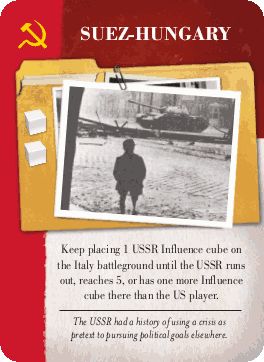 SUEZ-HUNGARY
Keep placing 1 USSR Influence cube on
the Italy battleground until the USSR runs
out, reaches 5, or has one more Influence
cube there than the US player.
The USSR had a history of using a crisis as
pretext to pursuing political goals elsewhere.